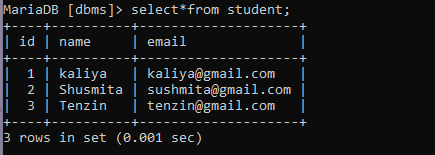 MariaDB [dbms]> select*from student;
+----+----------+--------------------+
| id | name     | email              |
+----+----------+--------------------+
|  1 | kaliya   | kaliya@gmail.com   |
|  2 | Shusmita | sushmita@gmail.com |
|  3 | Tenzin   | tenzin@gmail.com   |
+----+----------+--------------------+
3 rows in set (0.001 sec)